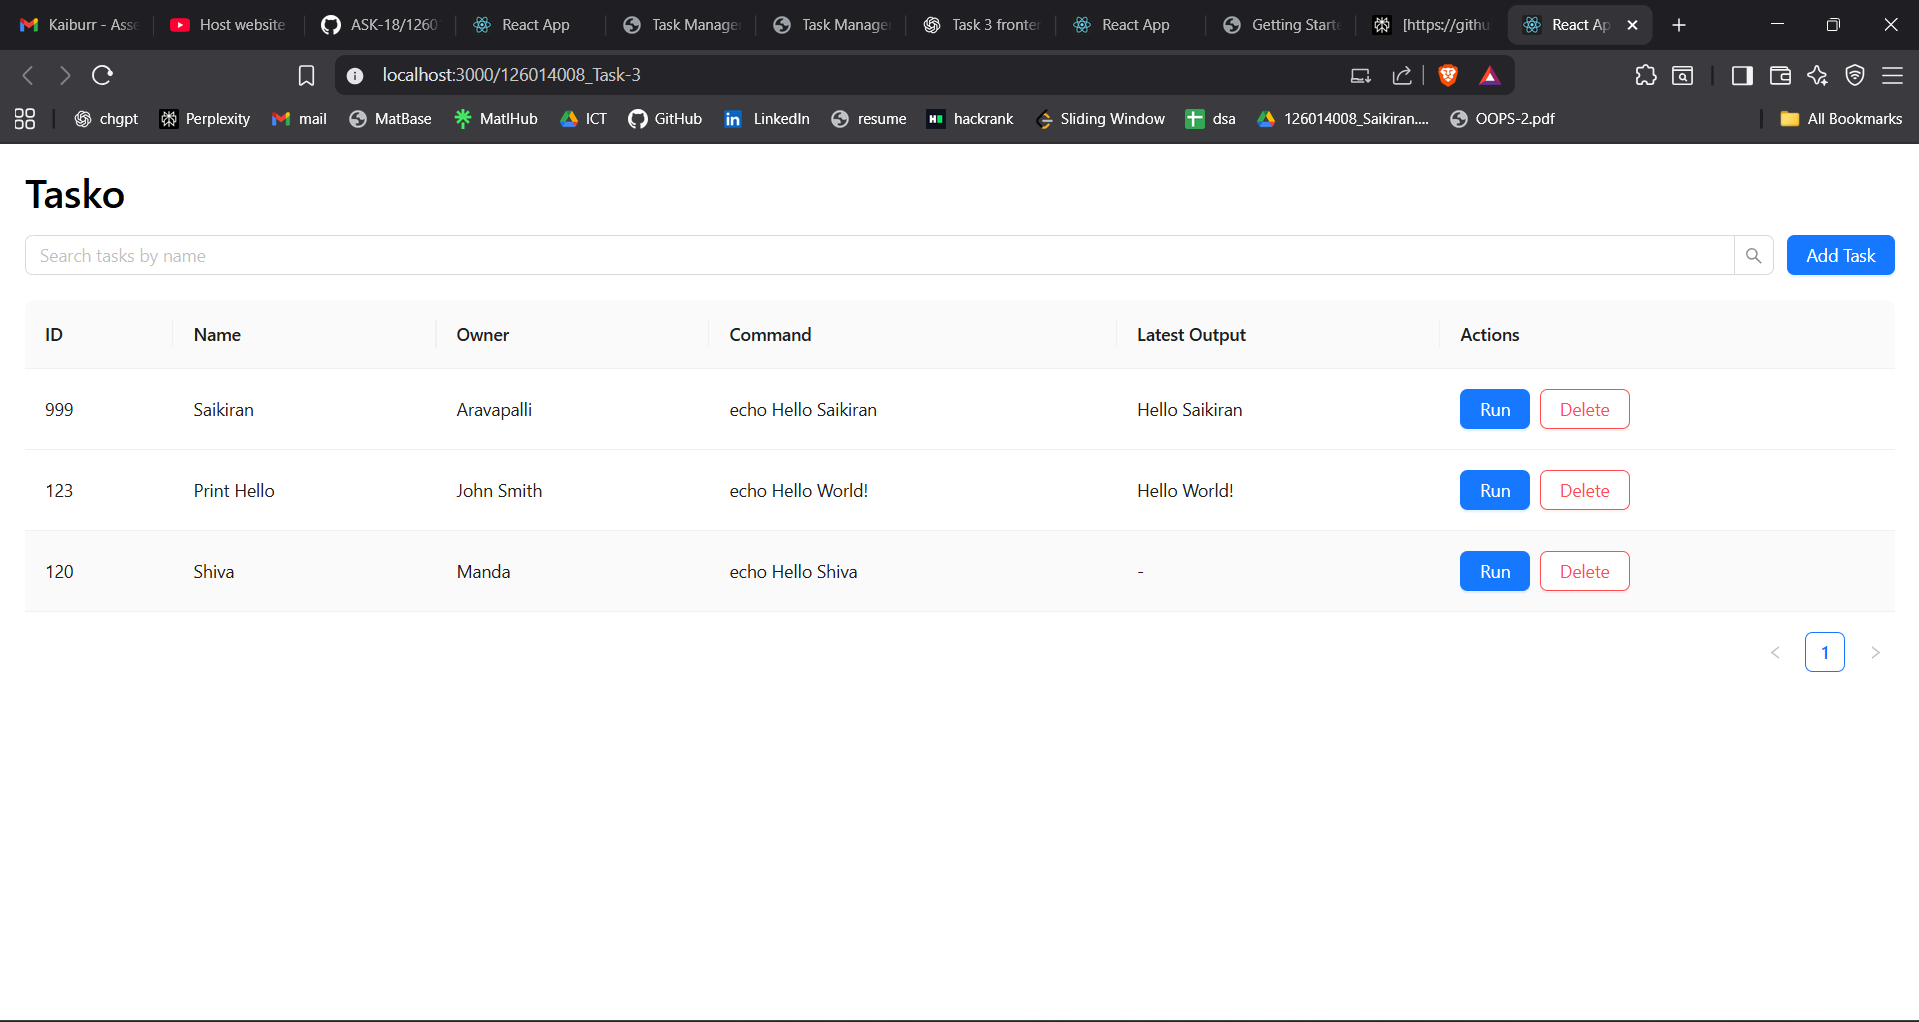 Kaiburr - Asse Host website ASK-18/1260 React App Task Manage Task Manage Task 3 fronten React App Getting Starte [https://githu React Ap
localhost:3000/126014008_Task-3
chgpt Perplexity mail MatBase MatlHub ICT GitHub LinkedIn resume hackrank Sliding Window dsa 126014008_Saikiran.... OOPS-2.pdf All Bookmarks
Tasko
Search tasks by name Add Task
ID Name Owner Command Latest Output Actions
999 Saikiran Aravapalli echo Hello Saikiran Hello Saikiran Run Delete
123 Print Hello John Smith echo Hello World! Hello World! Run Delete
120 Shiva Manda echo Hello Shiva - Run Delete
< 1 >